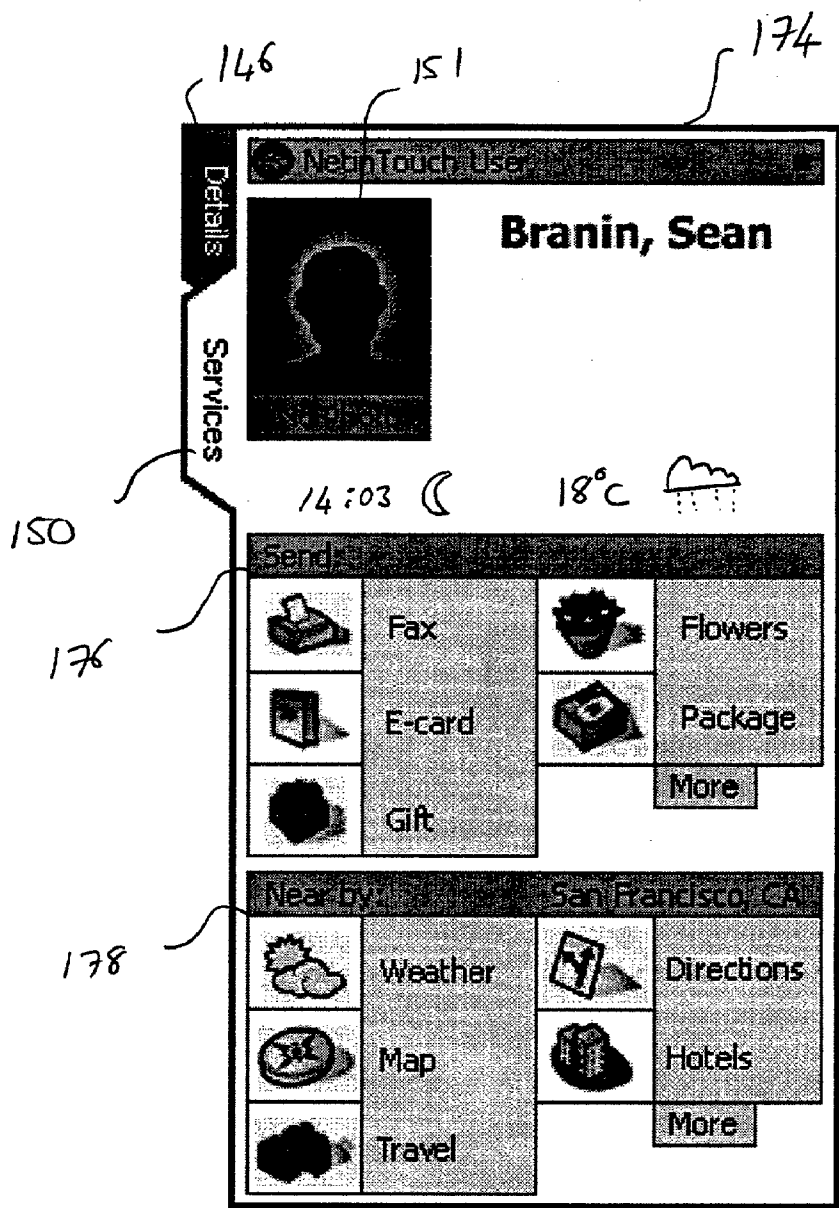 146
151
174
NetInTouch User
Details
Branin, Sean
Services
150
14:03
18°C
176
Send:
Fax
Flowers
E-card
Package
Gift
More
178
Near by: San Francisco, CA
Weather
Directions
Map
Hotels
Travel
More